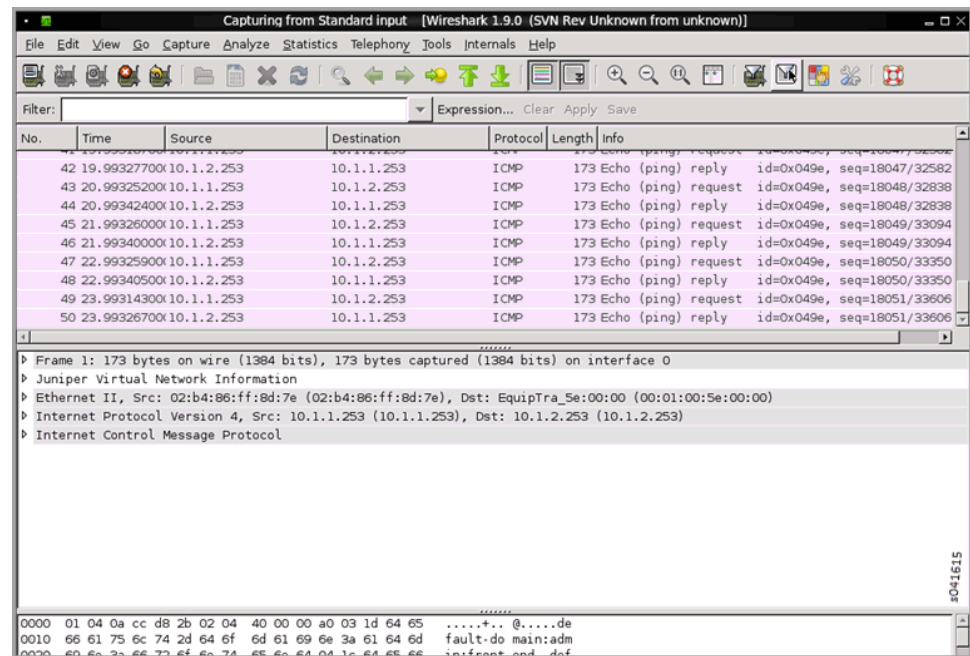 Capturing from Standard input [Wireshark 1.9.0 (SVN Rev Unknown from unknown)]
File Edit View Go Capture Analyze Statistics Telephony Tools Internals Help
Filter: Expression... Clear Apply Save
No. Time Source Destination Protocol Length Info
42 19.99327700( 10.1.2.253 10.1.1.253 ICMP 173 Echo (ping) reply id=0x049e, seq=18047/32582
43 20.99325200( 10.1.1.253 10.1.2.253 ICMP 173 Echo (ping) request id=0x049e, seq=18048/32838
44 20.99342400( 10.1.2.253 10.1.1.253 ICMP 173 Echo (ping) reply id=0x049e, seq=18048/32838
45 21.99326000( 10.1.1.253 10.1.2.253 ICMP 173 Echo (ping) request id=0x049e, seq=18049/33094
46 21.99340000( 10.1.2.253 10.1.1.253 ICMP 173 Echo (ping) reply id=0x049e, seq=18049/33094
47 22.99325900( 10.1.1.253 10.1.2.253 ICMP 173 Echo (ping) request id=0x049e, seq=18050/33350
48 22.99340500( 10.1.2.253 10.1.1.253 ICMP 173 Echo (ping) reply id=0x049e, seq=18050/33350
49 23.99314300( 10.1.1.253 10.1.2.253 ICMP 173 Echo (ping) request id=0x049e, seq=18051/33606
50 23.99326700( 10.1.2.253 10.1.1.253 ICMP 173 Echo (ping) reply id=0x049e, seq=18051/33606
Frame 1: 173 bytes on wire (1384 bits), 173 bytes captured (1384 bits) on interface 0
Juniper Virtual Network Information
Ethernet II, Src: 02:b4:86:ff:8d:7e (02:b4:86:ff:8d:7e), Dst: EquipTra_5e:00:00 (00:01:00:5e:00:00)
Internet Protocol Version 4, Src: 10.1.1.253 (10.1.1.253), Dst: 10.1.2.253 (10.1.2.253)
Internet Control Message Protocol
s041615
0000 01 04 0a cc d8 2b 02 04 40 00 00 a0 03 1d 64 65 .....+.. @.....de
0010 66 61 75 6c 74 2d 64 6f 6d 61 69 6e 3a 61 64 6d fault-do main:adm